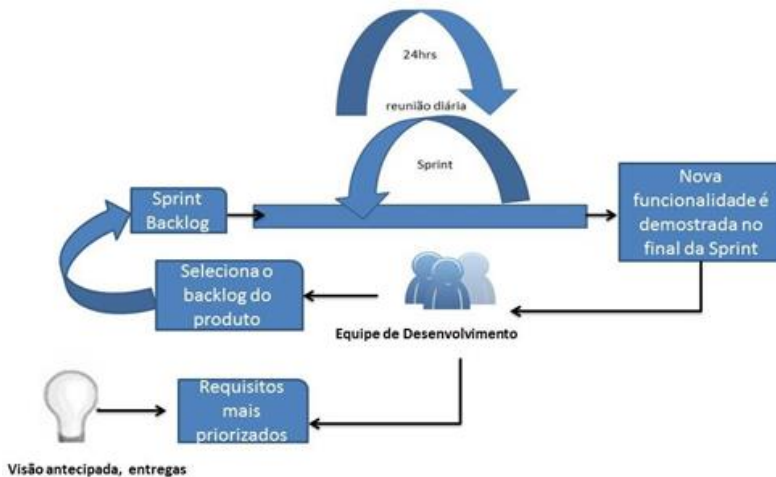 24hrs
reunião diária
Sprint
Sprint
Backlog
Nova
funcionalidade é
demostrada no
final da Sprint
Seleciona o
backlog do
produto
Equipe de Desenvolvimento
Requisitos
mais
priorizados
Visão antecipada, entregas